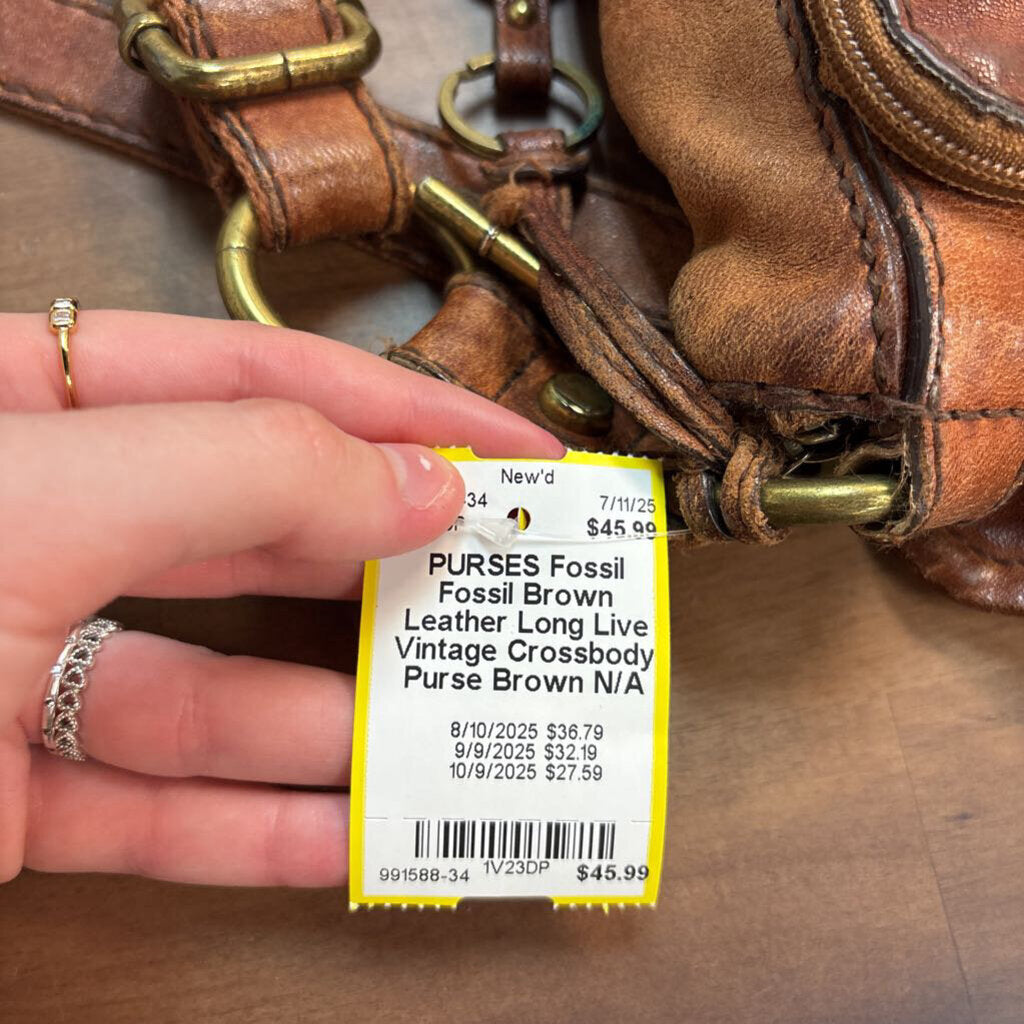 New'd
-34 7/11/25
$45.99
PURSES Fossil
Fossil Brown
Leather Long Live
Vintage Crossbody
Purse Brown N/A
8/10/2025 $36.79
9/9/2025 $32.19
10/9/2025 $27.59
991588-34 1V23DP $45.99